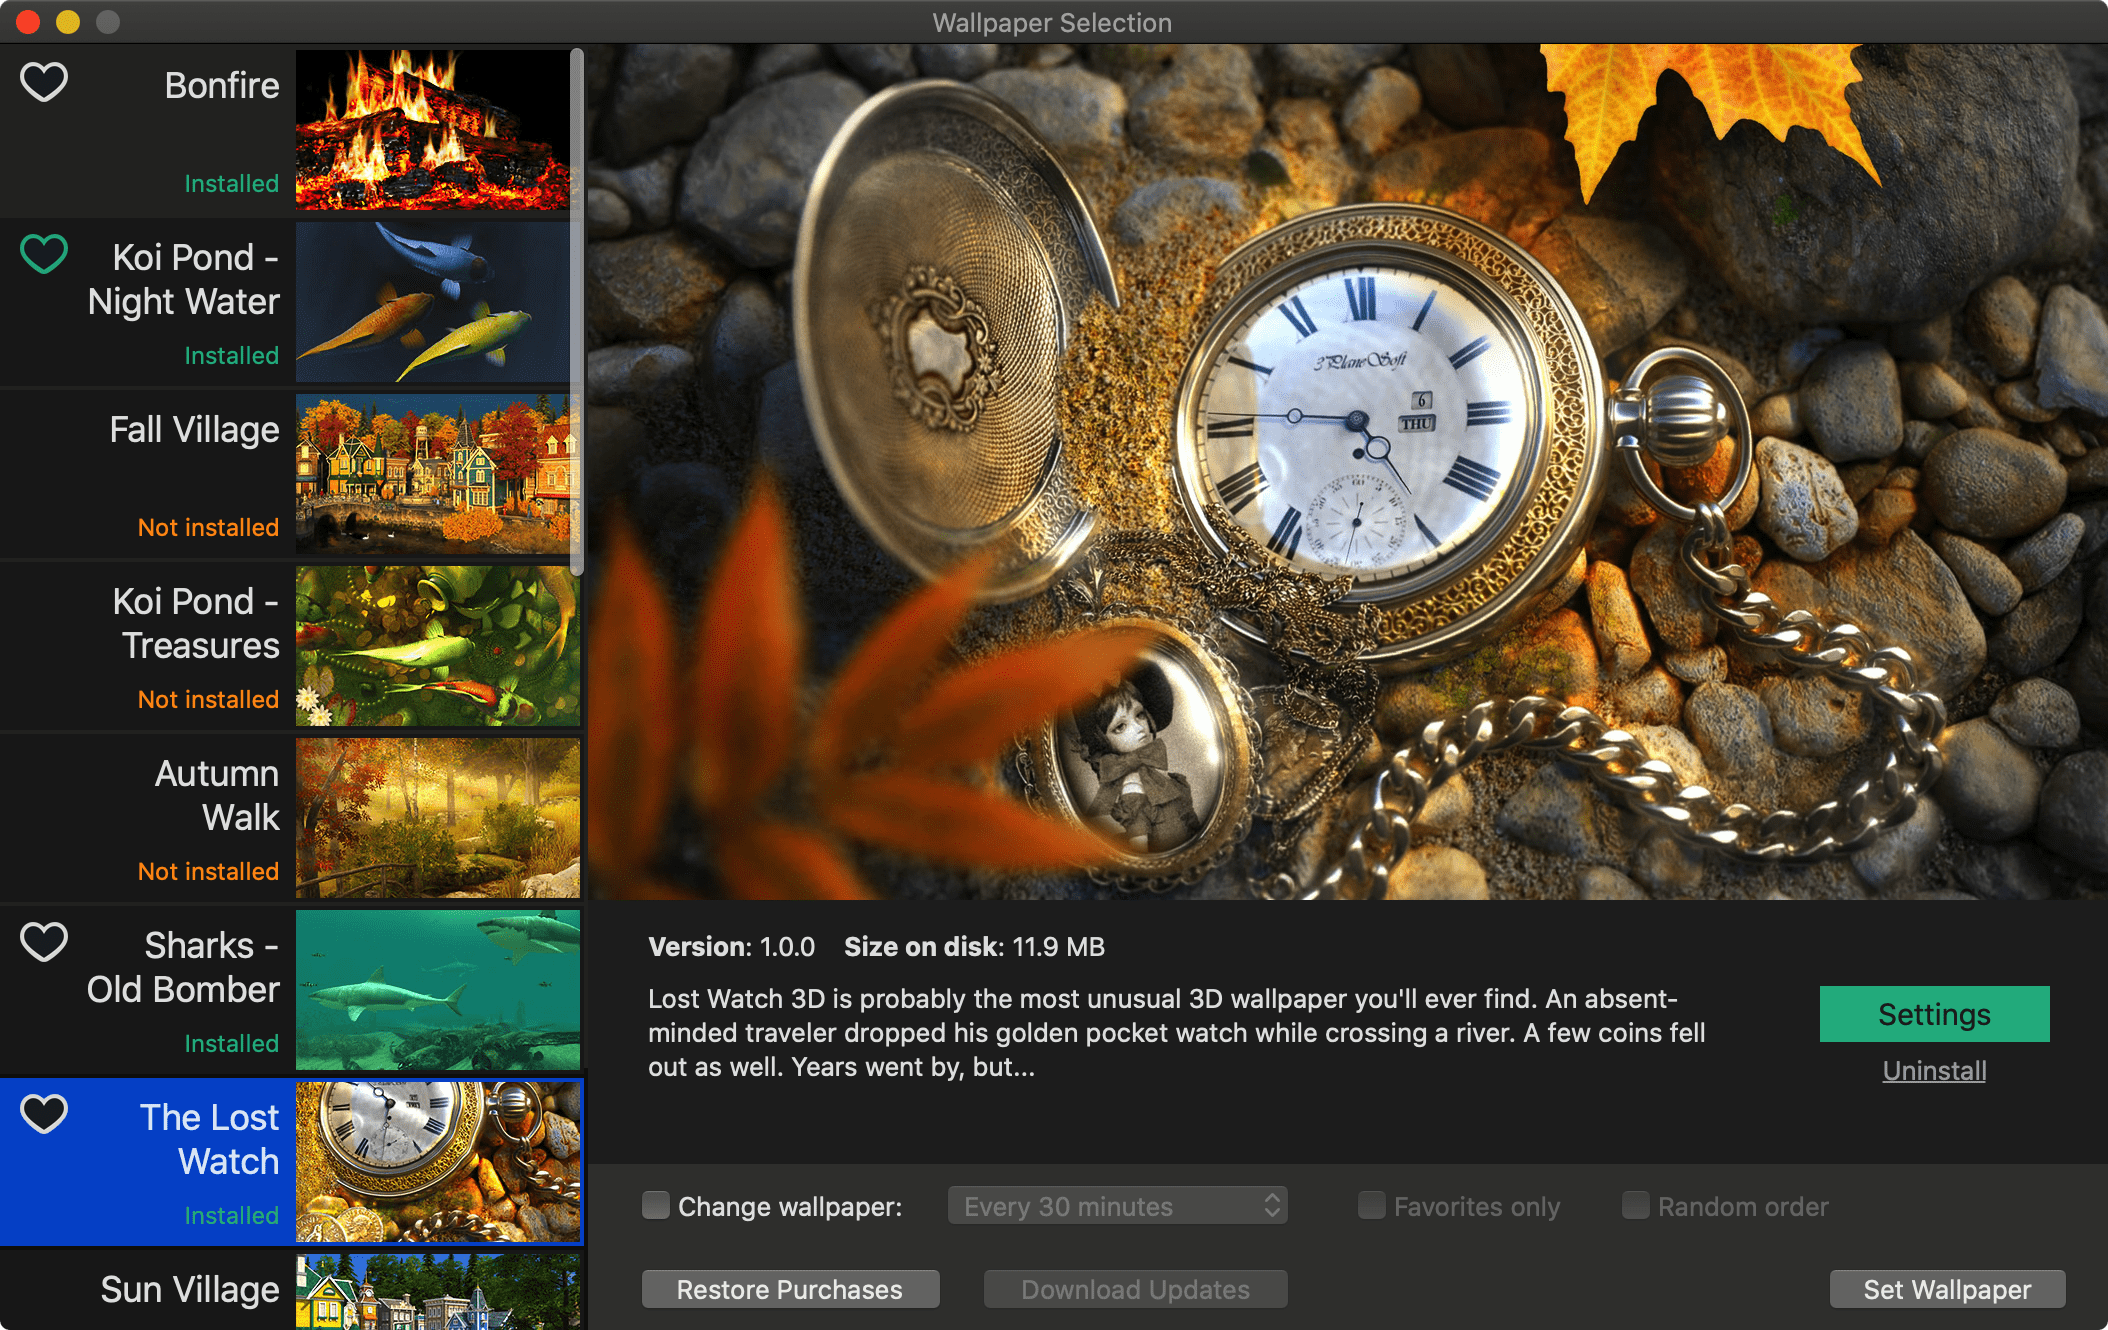 Wallpaper Selection
Bonfire
Installed
Koi Pond -
Night Water
Installed
Fall Village
Not installed
Koi Pond -
Treasures
Not installed
Autumn
Walk
Not installed
Sharks -
Old Bomber
Installed
The Lost
Watch
Installed
Sun Village
3PlaneSoft
6
THU
60
Version: 1.0.0 Size on disk: 11.9 MB
Lost Watch 3D is probably the most unusual 3D wallpaper you'll ever find. An absent-
minded traveler dropped his golden pocket watch while crossing a river. A few coins fell
out as well. Years went by, but...
Settings
Uninstall
Change wallpaper: Every 30 minutes Favorites only Random order
Restore Purchases Download Updates Set Wallpaper